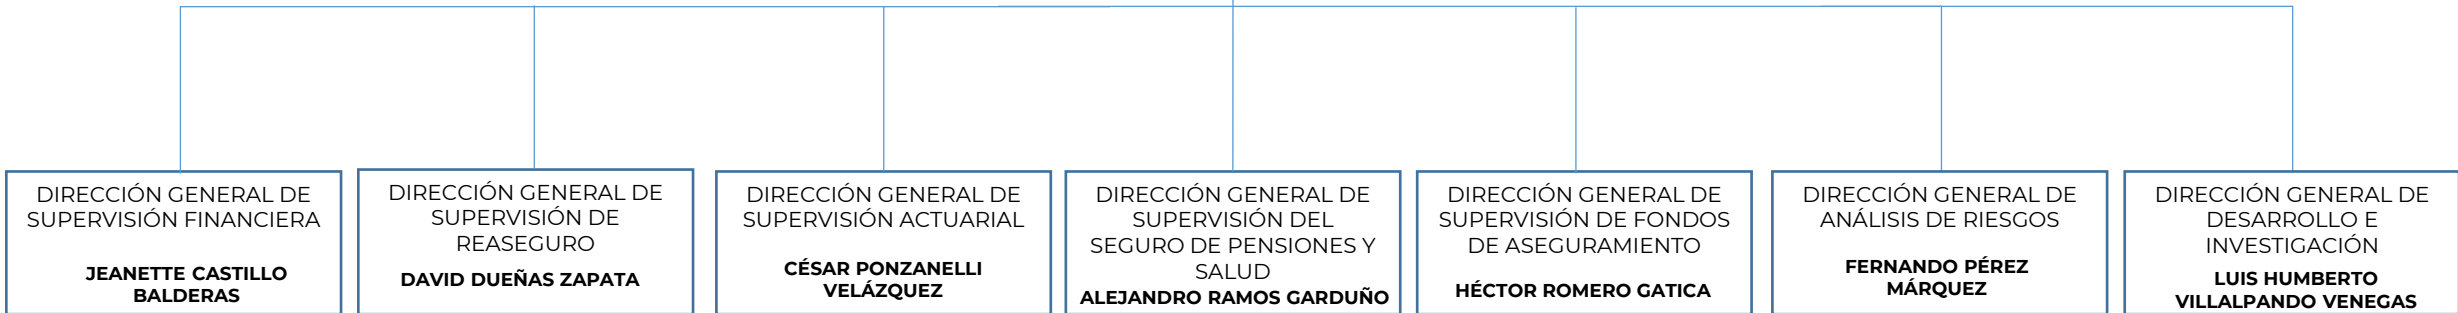 DIRECCIÓN GENERAL DE
SUPERVISIÓN FINANCIERA
JEANETTE CASTILLO
BALDERAS
DIRECCIÓN GENERAL DE
SUPERVISIÓN DE
REASEGURO
DAVID DUEÑAS ZAPATA
DIRECCIÓN GENERAL DE
SUPERVISIÓN ACTUARIAL
CÉSAR PONZANELLI
VELÁZQUEZ
DIRECCIÓN GENERAL DE
SUPERVISIÓN DEL
SEGURO DE PENSIONES Y
SALUD
ALEJANDRO RAMOS GARDUÑO
DIRECCIÓN GENERAL DE
SUPERVISIÓN DE FONDOS
DE ASEGURAMIENTO
HÉCTOR ROMERO GATICA
DIRECCIÓN GENERAL DE
ANÁLISIS DE RIESGOS
FERNANDO PÉREZ
MÁRQUEZ
DIRECCIÓN GENERAL DE
DESARROLLO E
INVESTIGACIÓN
LUIS HUMBERTO
VILLALPANDO VENEGAS